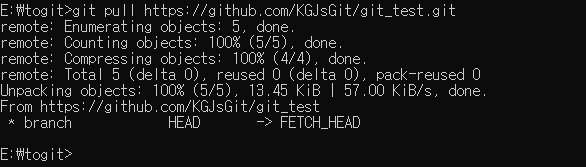 E:\togit>git pull https://github.com/KGJsGit/git_test.git
remote: Enumerating objects: 5, done.
remote: Counting objects: 100% (5/5), done.
remote: Compressing objects: 100% (4/4), done.
remote: Total 5 (delta 0), reused 0 (delta 0), pack-reused 0
Unpacking objects: 100% (5/5), 13.45 KiB | 57.00 KiB/s, done.
From https://github.com/KGJsGit/git_test
 * branch            HEAD       -> FETCH_HEAD
E:\togit>